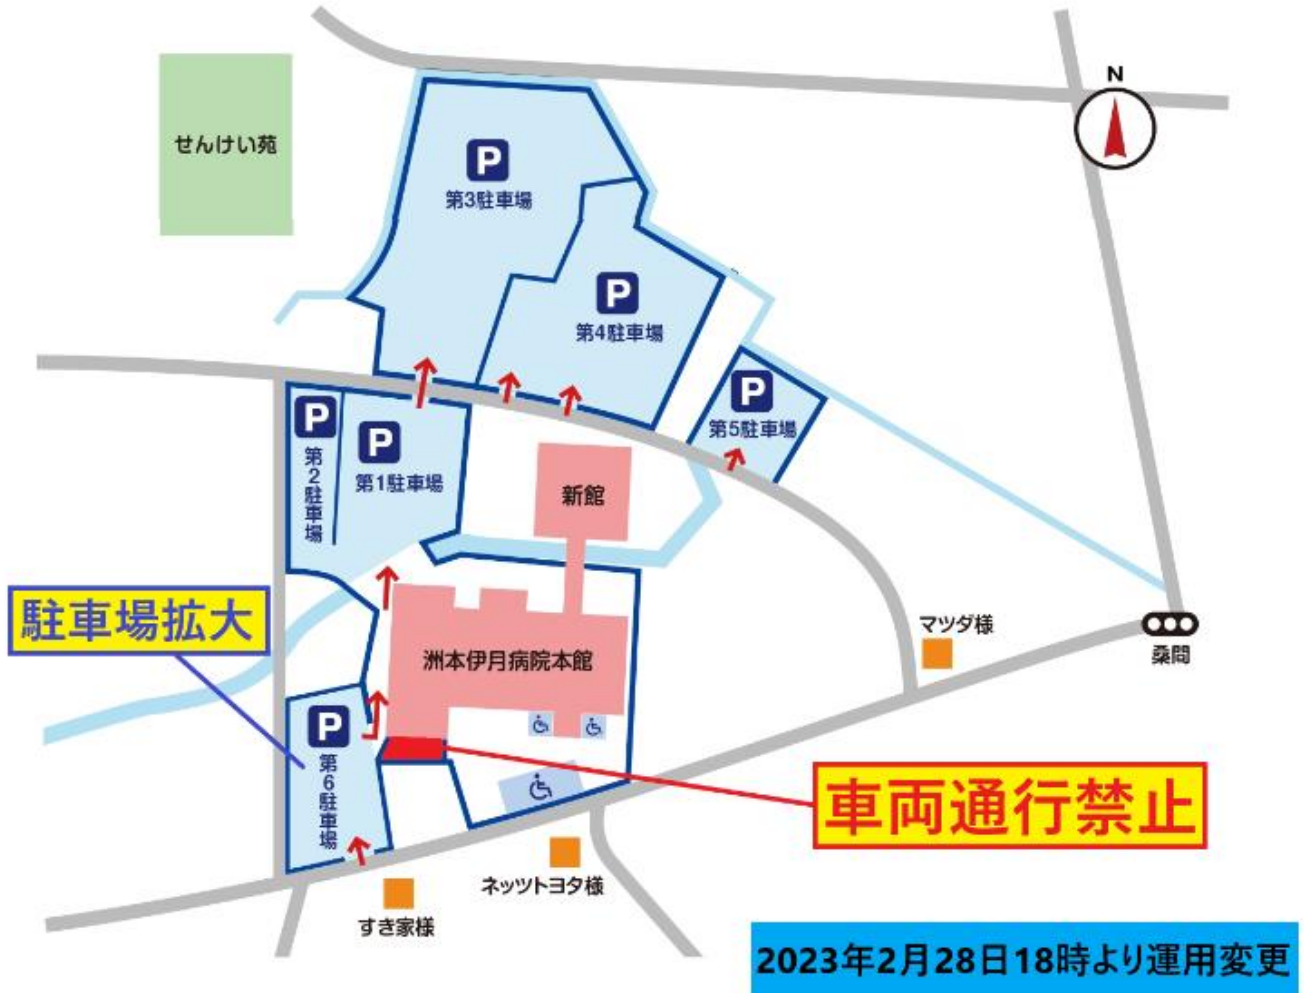 N
せんけい苑
P
第3駐車場
P
第4駐車場
P
第5駐車場
P
第2駐車場
P
第1駐車場
新館
駐車場拡大
洲本伊月病院本館
マツダ様
桑間
P
第6駐車場
車両通行禁止
ネッツトヨタ様
すき家様
2023年2月28日18時より運用変更